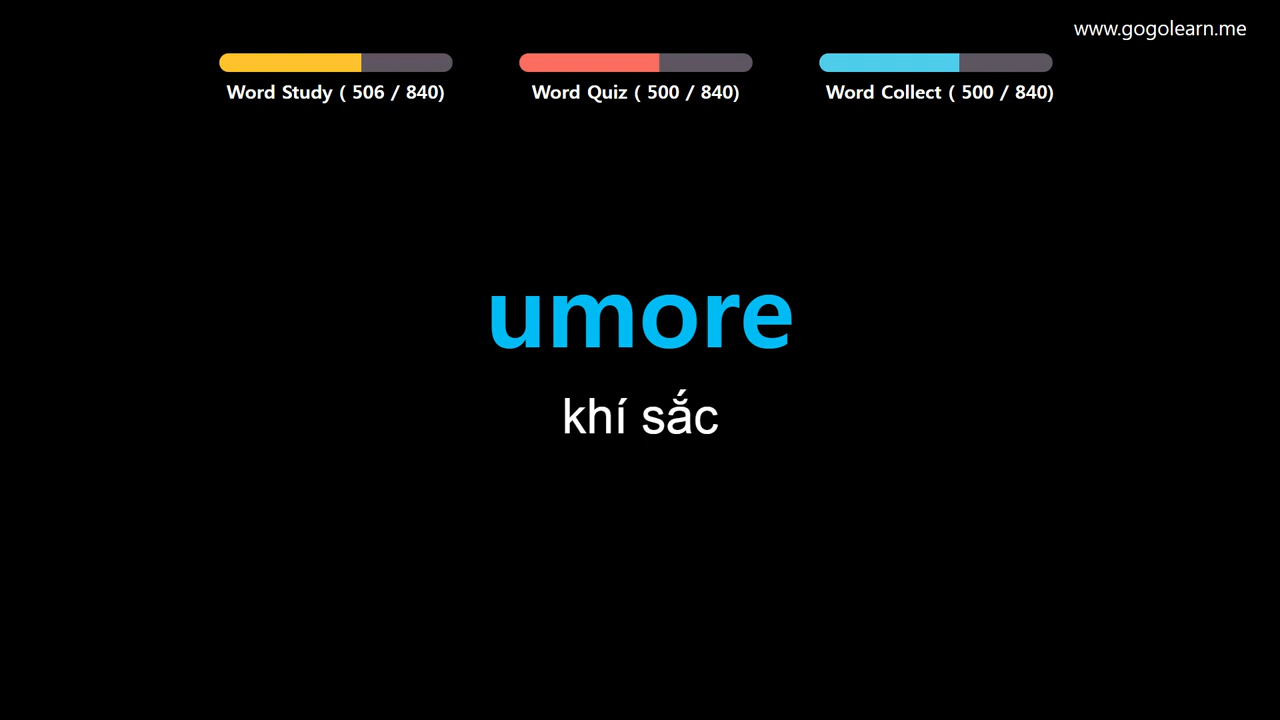 www.gogolearn.me
Word Study ( 506 / 840)
Word Quiz ( 500 / 840)
Word Collect ( 500 / 840)
umore
khí sắc